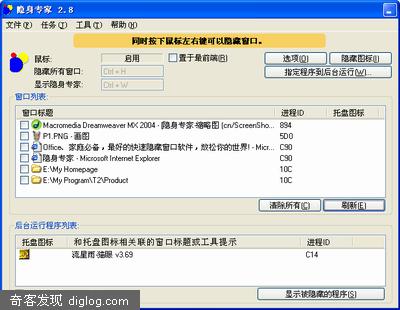 隐身专家 2.8
文件(F) 任务(T) 工具(T) 帮助(H)
同时按下鼠标左右键可以隐藏窗口。
鼠标: 启用 置于最前端(P) 选项(O) 隐藏图标(I)
隐藏所有窗口: Ctrl + H 指定程序到后台运行(W)...
显示隐身专家: Ctrl + W
窗口列表:
窗口标题 进程ID 托盘图标
Macromedia Dreamweaver MX 2004 - [隐身专家-缩略图 (cn/ScreenSho... 894
P1.PNG - 画图 5D0
Office、家庭必备，最好的快速隐藏窗口软件，放松你的世界! - Micr... C90
隐身专家 - Microsoft Internet Explorer C90
E:\My Homepage 10C
E:\My Program\T2\Product 10C
清除所有(C) 刷新(E)
后台运行程序列表:
托盘图标 和托盘图标相关联的窗口标题或工具提示 进程ID
流星雨-猫眼 v3.69 C14
奇客发现 diglog.com
显示被隐藏的程序(S)